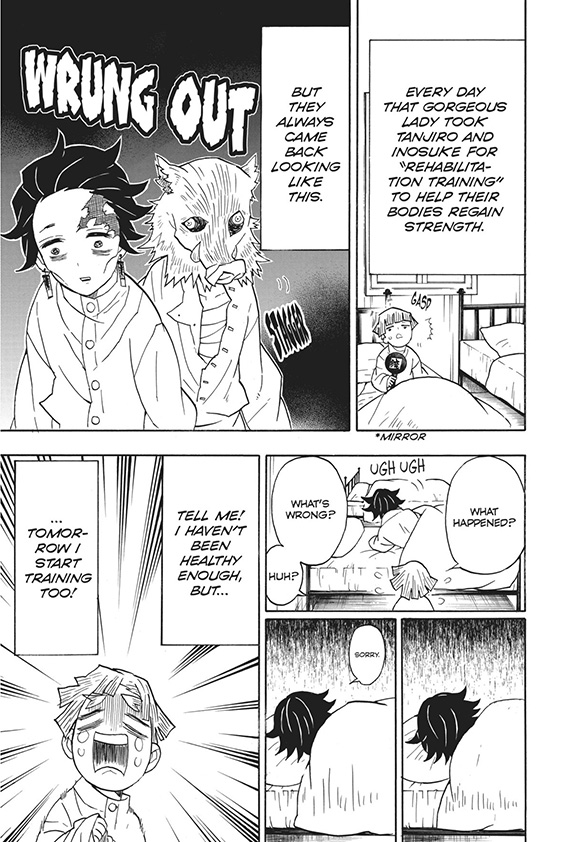 EVERY DAY
THAT GORGEOUS
LADY TOOK
TANJIRO AND
INOSUKE FOR
"REHABILITA-
TION TRAINING"
TO HELP THEIR
BODIES REGAIN
STRENGTH.
GASP
*MIRROR
BUT
THEY
ALWAYS
CAME
BACK
LOOKING
LIKE
THIS.
WRUNG OUT
STAGGER
UGH UGH
WHAT
HAPPENED?
WHAT'S
WRONG?
HUH?
SORRY.
TELL ME!
I HAVEN'T
BEEN
HEALTHY
ENOUGH,
BUT...
...
TOMOR-
ROW I
START
TRAINING
TOO!